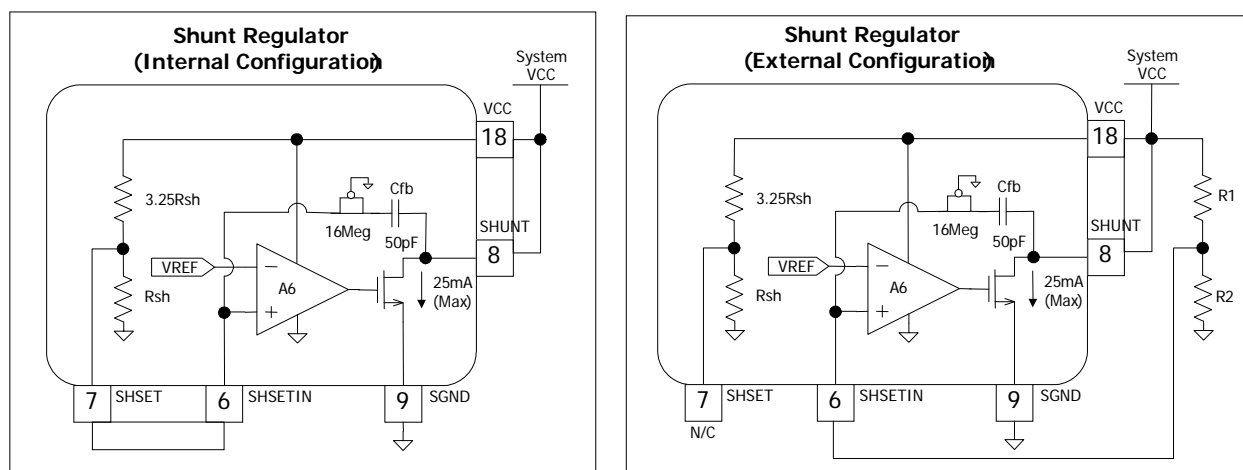 Shunt Regulator
(Internal Configuration)
System
VCC
VCC
18
3.25Rsh
Cfb
16Meg
50pF
SHUNT
8
VREF
A6
25mA
(Max)
Rsh
7
SHSET
6
SHSETIN
9
SGND
Shunt Regulator
(External Configuration)
System
VCC
VCC
18
3.25Rsh
Cfb
16Meg
50pF
SHUNT
8
R1
VREF
A6
25mA
(Max)
Rsh
R2
7
SHSET
6
SHSETIN
9
SGND
N/C